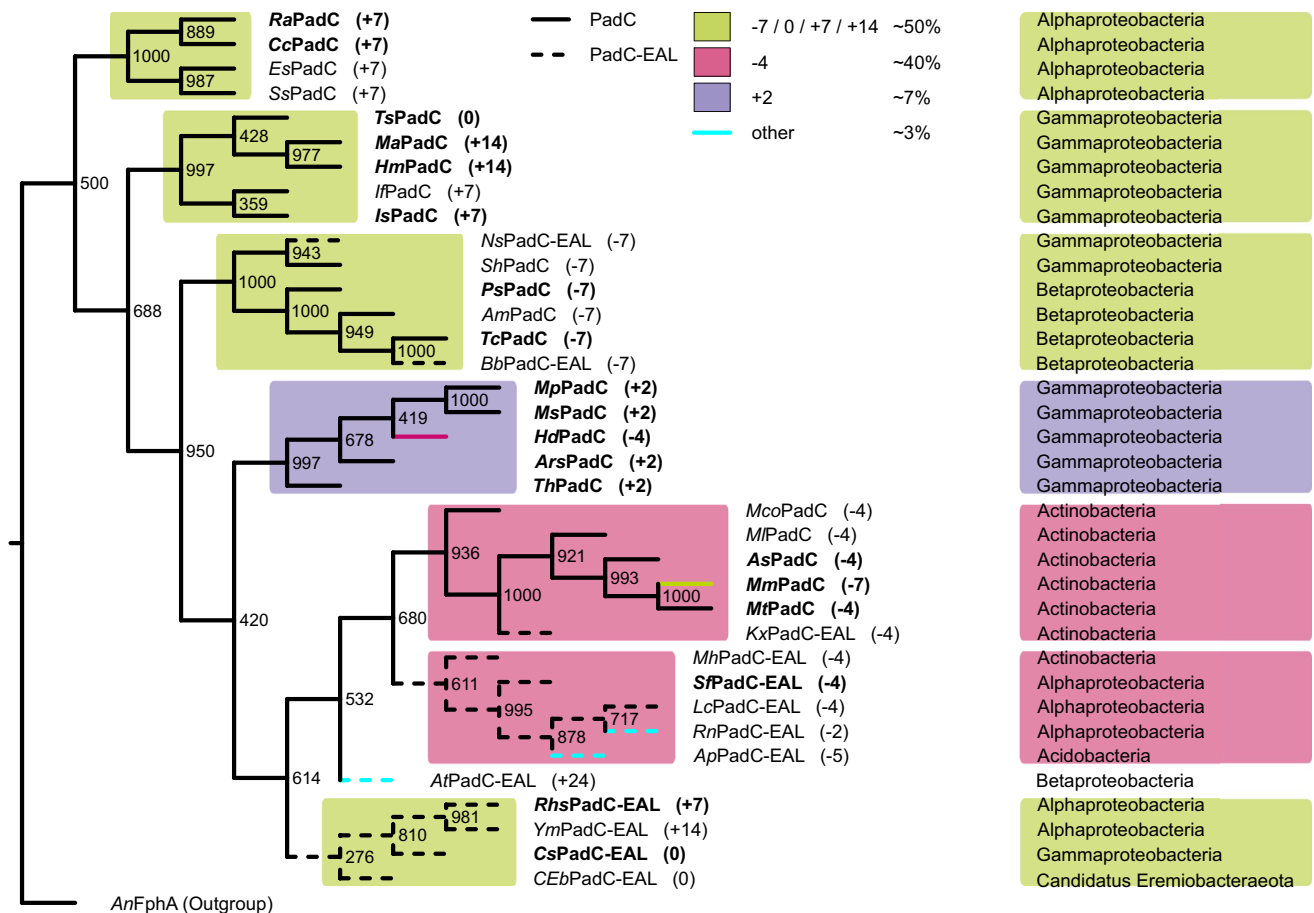 RaPadC (+7)
CcPadC (+7)
EsPadC (+7)
SsPadC (+7)
889
1000
987
PadC
PadC-EAL
-7 / 0 / +7 / +14 ~50%
-4 ~40%
+2 ~7%
other ~3%
Alphaproteobacteria
Alphaproteobacteria
Alphaproteobacteria
Alphaproteobacteria
TsPadC (0)
MaPadC (+14)
HmPadC (+14)
IfPadC (+7)
IsPadC (+7)
428
977
997
359
500
Gammaproteobacteria
Gammaproteobacteria
Gammaproteobacteria
Gammaproteobacteria
Gammaproteobacteria
NsPadC-EAL (-7)
ShPadC (-7)
PsPadC (-7)
AmPadC (-7)
TcPadC (-7)
BbPadC-EAL (-7)
943
1000
1000
949
1000
688
Gammaproteobacteria
Gammaproteobacteria
Betaproteobacteria
Betaproteobacteria
Betaproteobacteria
Betaproteobacteria
MpPadC (+2)
MsPadC (+2)
HdPadC (-4)
ArsPadC (+2)
ThPadC (+2)
1000
419
678
997
950
Gammaproteobacteria
Gammaproteobacteria
Gammaproteobacteria
Gammaproteobacteria
Gammaproteobacteria
McoPadC (-4)
MlPadC (-4)
AsPadC (-4)
MmPadC (-7)
MtPadC (-4)
KxPadC-EAL (-4)
936
921
993
1000
1000
680
420
Actinobacteria
Actinobacteria
Actinobacteria
Actinobacteria
Actinobacteria
Actinobacteria
MhPadC-EAL (-4)
SfPadC-EAL (-4)
LcPadC-EAL (-4)
RnPadC-EAL (-2)
ApPadC-EAL (-5)
611
995
717
878
532
Actinobacteria
Alphaproteobacteria
Alphaproteobacteria
Alphaproteobacteria
Acidobacteria
614
AtPadC-EAL (+24)
Betaproteobacteria
RhsPadC-EAL (+7)
YmPadC-EAL (+14)
CsPadC-EAL (0)
CEbPadC-EAL (0)
981
810
276
Alphaproteobacteria
Alphaproteobacteria
Gammaproteobacteria
Candidatus Eremiobacteraeota
AnFphA (Outgroup)